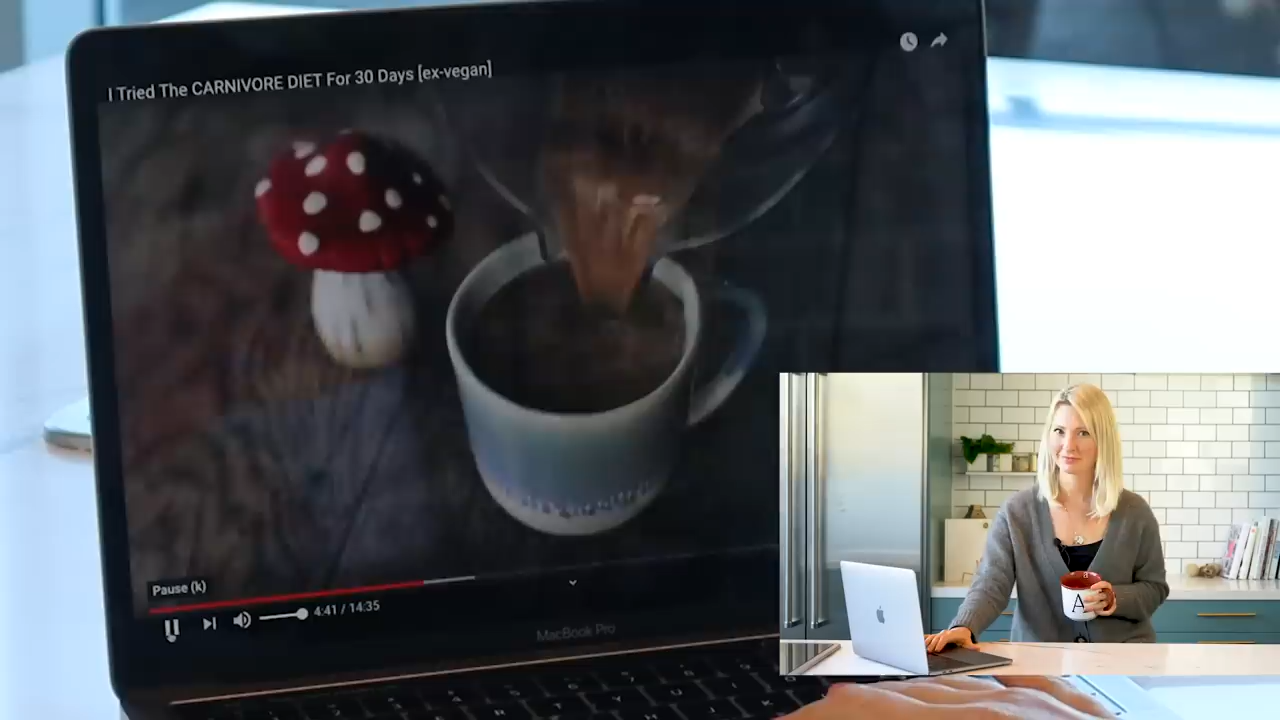 I Tried The CARNIVORE DIET For 30 Days [ex-vegan]
Pause (k)
4:41 / 14:35
MacBook Pro
A